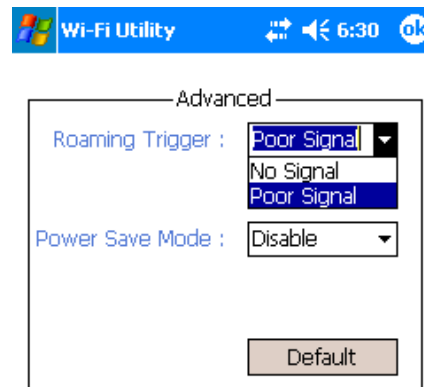 Wi-Fi Utility 6:30 ok
Advanced
Roaming Trigger : Poor Signal
No Signal
Poor Signal
Power Save Mode : Disable
Default